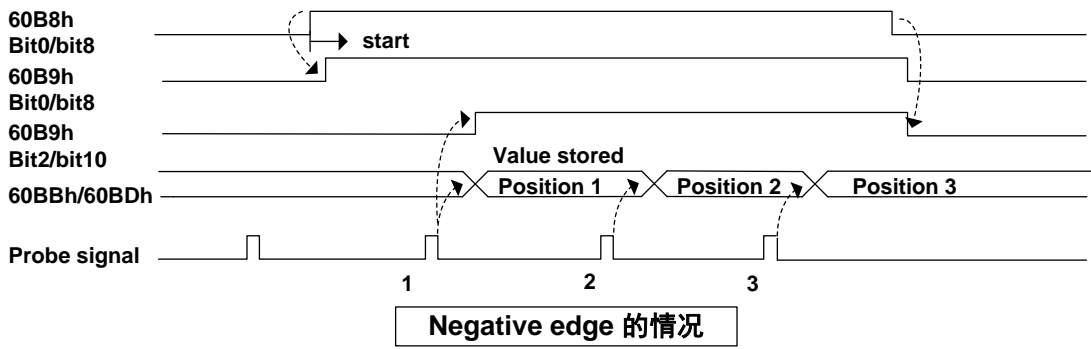 60B8h
Bit0/bit8
start
60B9h
Bit0/bit8
60B9h
Bit2/bit10
Value stored
60BBh/60BDh
Position 1
Position 2
Position 3
Probe signal
1
2
3
Negative edge 的情况